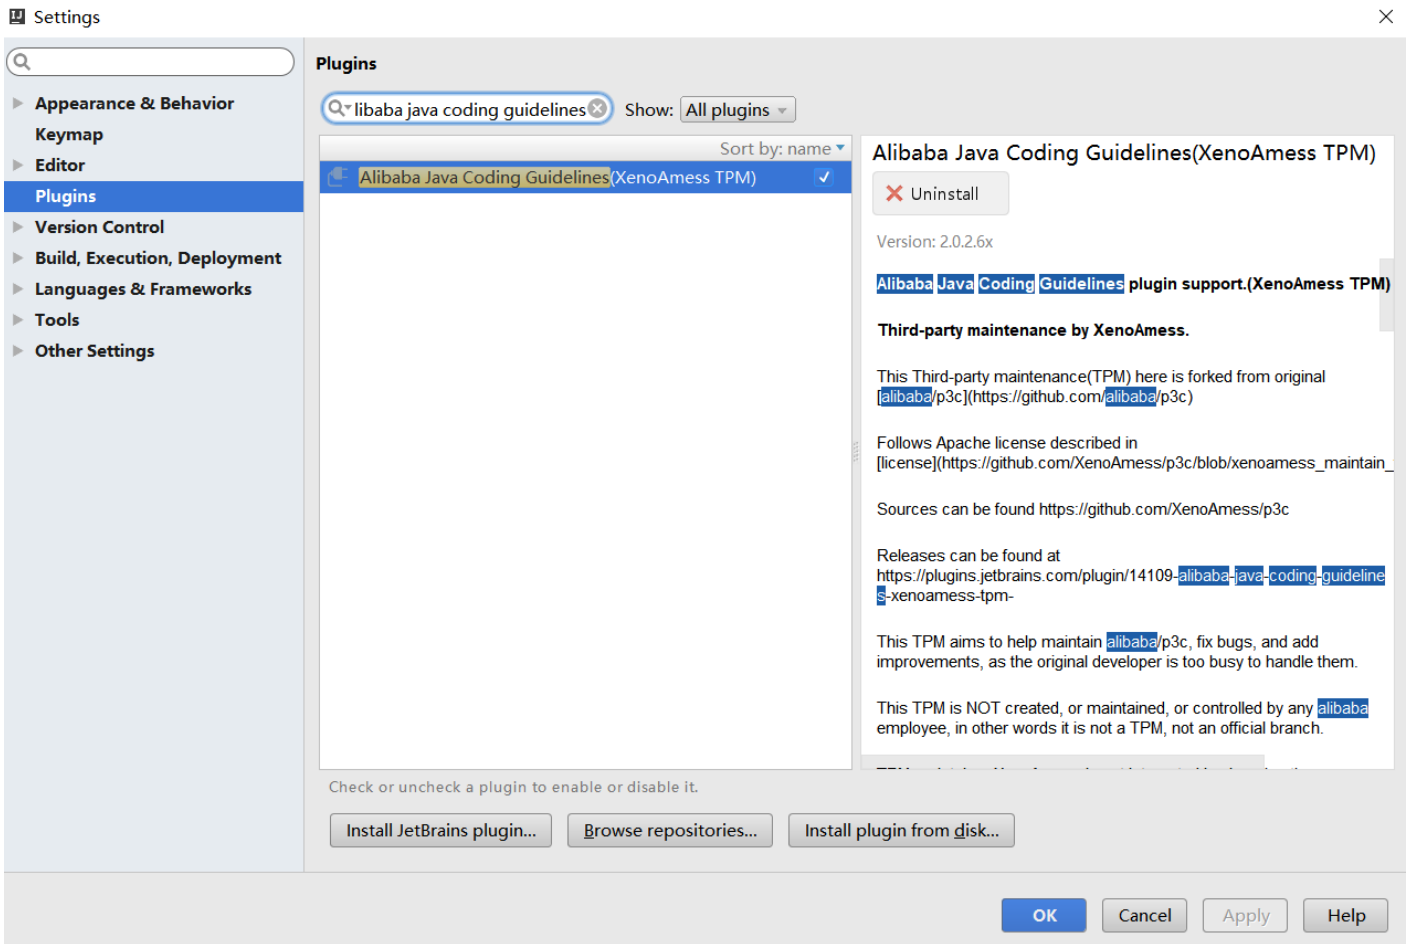 Settings
Plugins
Appearance & Behavior
Keymap
Editor
Plugins
Version Control
Build, Execution, Deployment
Languages & Frameworks
Tools
Other Settings
libaba java coding guidelines
Show: All plugins
Sort by: name
Alibaba Java Coding Guidelines(XenoAmess TPM)
Alibaba Java Coding Guidelines(XenoAmess TPM)
Uninstall
Version: 2.0.2.6x
Alibaba Java Coding Guidelines plugin support.(XenoAmess TPM)
Third-party maintenance by XenoAmess.
This Third-party maintenance(TPM) here is forked from original
[alibaba/p3c](https://github.com/alibaba/p3c)
Follows Apache license described in
[license](https://github.com/XenoAmess/p3c/blob/xenoamess_maintain_
Sources can be found https://github.com/XenoAmess/p3c
Releases can be found at
https://plugins.jetbrains.com/plugin/14109-alibaba-java-coding-guideline
s-xenoamess-tpm-
This TPM aims to help maintain alibaba/p3c, fix bugs, and add
improvements, as the original developer is too busy to handle them.
This TPM is NOT created, or maintained, or controlled by any alibaba
employee, in other words it is not a TPM, not an official branch.
Check or uncheck a plugin to enable or disable it.
Install JetBrains plugin...
Browse repositories...
Install plugin from disk...
OK
Cancel
Apply
Help